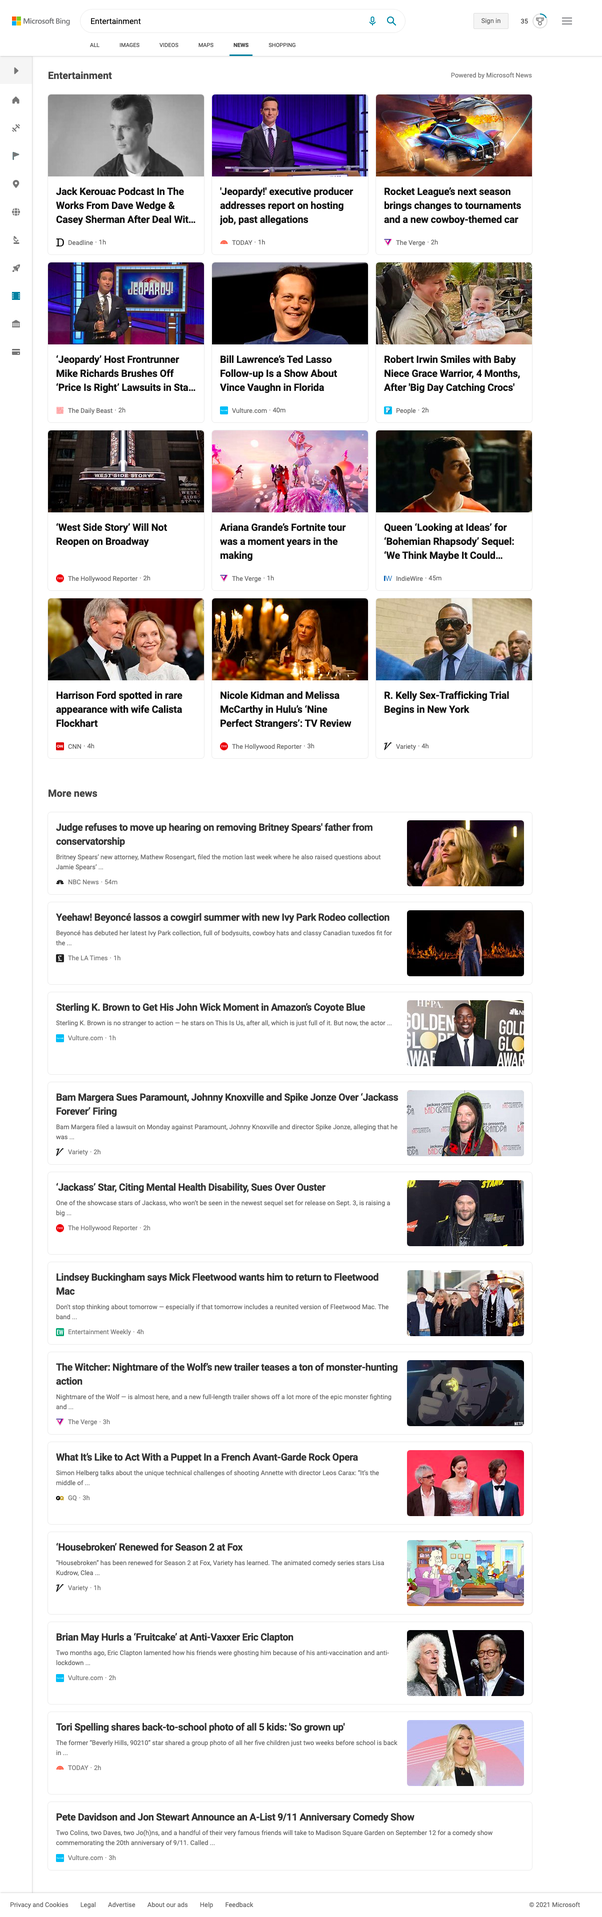 Microsoft Bing
Entertainment
Sign in
35
ALL IMAGES VIDEOS MAPS NEWS SHOPPING
Entertainment
Powered by Microsoft News
Jack Kerouac Podcast In The
Works From Dave Wedge &
Casey Sherman After Deal Wit...
Deadline · 1h
'Jeopardy!' executive producer
addresses report on hosting
job, past allegations
TODAY · 1h
Rocket League's next season
brings changes to tournaments
and a new cowboy-themed car
The Verge · 2h
JEOPARDY!
'Jeopardy' Host Frontrunner
Mike Richards Brushes Off
'Price Is Right' Lawsuits in Sta...
The Daily Beast · 2h
Bill Lawrence's Ted Lasso
Follow-up Is a Show About
Vince Vaughn in Florida
Vulture.com · 40m
Robert Irwin Smiles with Baby
Niece Grace Warrior, 4 Months,
After 'Big Day Catching Crocs'
People · 2h
WEST SIDE STORY
'West Side Story' Will Not
Reopen on Broadway
The Hollywood Reporter · 2h
Ariana Grande's Fortnite tour
was a moment years in the
making
The Verge · 1h
Queen 'Looking at Ideas' for
'Bohemian Rhapsody' Sequel:
'We Think Maybe It Could...
IndieWire · 45m
Harrison Ford spotted in rare
appearance with wife Calista
Flockhart
CNN · 4h
Nicole Kidman and Melissa
McCarthy in Hulu's 'Nine
Perfect Strangers': TV Review
The Hollywood Reporter · 3h
R. Kelly Sex-Trafficking Trial
Begins in New York
Variety · 4h
More news
Judge refuses to move up hearing on removing Britney Spears' father from
conservatorship
Britney Spears' new attorney, Mathew Rosengart, filed the motion last week where he also raised questions about
Jamie Spears' ...
NBC News · 54m
Yeehaw! Beyoncé lassos a cowgirl summer with new Ivy Park Rodeo collection
Beyoncé has debuted her latest Ivy Park collection, full of bodysuits, cowboy hats and classy Canadian tuxedos fit for
the ...
The LA Times · 1h
Sterling K. Brown to Get His John Wick Moment in Amazon's Coyote Blue
Sterling K. Brown is no stranger to action — he stars on This Is Us, after all, which is just full of it. But now, the actor ...
Vulture.com · 1h
HFPA
GOLDEN
GLO
AWAR
Bam Margera Sues Paramount, Johnny Knoxville and Spike Jonze Over 'Jackass
Forever' Firing
Bam Margera filed a lawsuit on Monday against Paramount, Johnny Knoxville and director Spike Jonze, alleging that he
was ...
Variety · 2h
'Jackass' Star, Citing Mental Health Disability, Sues Over Ouster
One of the showcase stars of Jackass, who won't be seen in the newest sequel set for release on Sept. 3, is raising a
big ...
The Hollywood Reporter · 2h
Lindsey Buckingham says Mick Fleetwood wants him to return to Fleetwood
Mac
Don't stop thinking about tomorrow — especially if that tomorrow includes a reunited version of Fleetwood Mac. The
band ...
Entertainment Weekly · 4h
The Witcher: Nightmare of the Wolf's new trailer teases a ton of monster-hunting
action
Nightmare of the Wolf — is almost here, and a new full-length trailer shows off a lot more of the epic monster fighting
and ...
The Verge · 3h
What It's Like to Act With a Puppet In a French Avant-Garde Rock Opera
Simon Helberg talks about the unique technical challenges of shooting Annette with director Leos Carax: "It's the
middle of ...
GQ · 3h
'Housebroken' Renewed for Season 2 at Fox
"Housebroken" has been renewed for Season 2 at Fox, Variety has learned. The animated comedy series stars Lisa
Kudrow, Clea ...
Variety · 1h
Brian May Hurls a 'Fruitcake' at Anti-Vaxxer Eric Clapton
Two months ago, Eric Clapton lamented how his friends were ghosting him because of his anti-vaccination and anti-
lockdown ...
Vulture.com · 2h
Tori Spelling shares back-to-school photo of all 5 kids: 'So grown up'
The former "Beverly Hills, 90210" star shared a group photo of all her five children just two weeks before school is back
in ...
TODAY · 2h
Pete Davidson and Jon Stewart Announce an A-List 9/11 Anniversary Comedy Show
Two Colins, two Daves, two Jo(h)ns, and a handful of their very famous friends will take to Madison Square Garden on September 12 for a comedy show
commemorating the 20th anniversary of 9/11. Called ...
Vulture.com · 3h
Privacy and Cookies Legal Advertise About our ads Help Feedback
© 2021 Microsoft